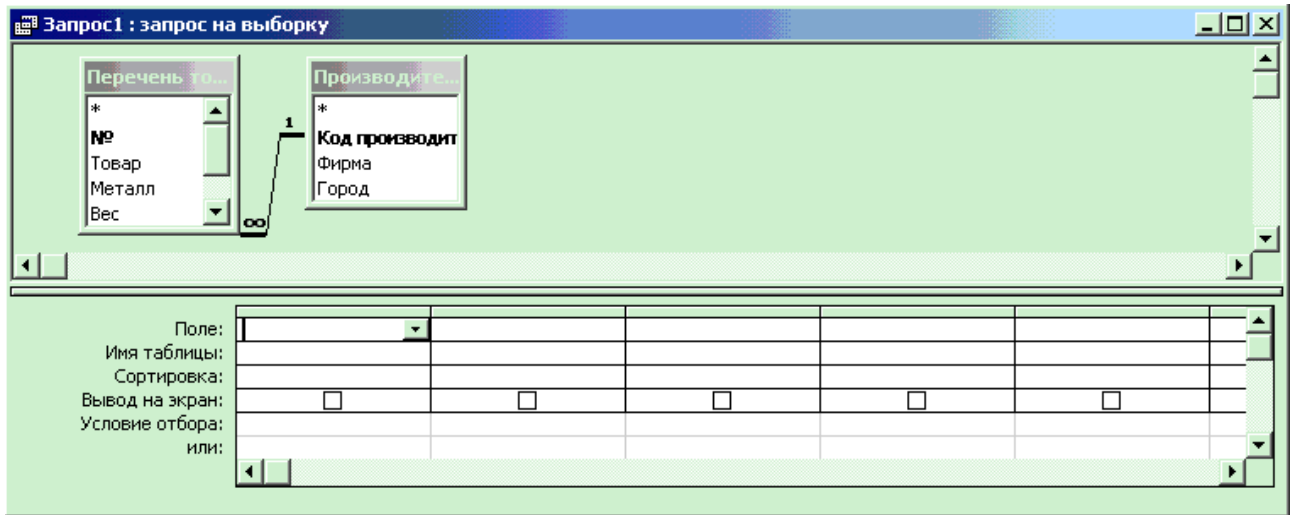 Запрос1 : запрос на выборку
Перечень то...
*
№
Товар
Металл
Вес
∞
1
Производите...
*
Код производит
Фирма
Город
Поле:
Имя таблицы:
Сортировка:
Вывод на экран:
Условие отбора:
или: